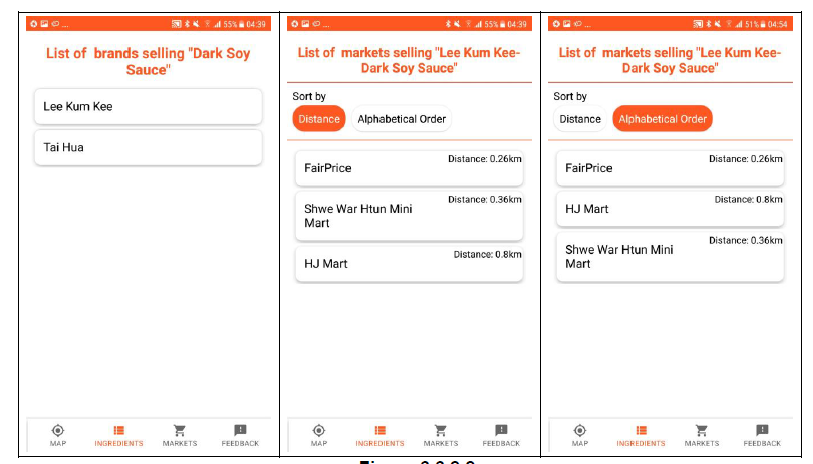 55% 04:39
List of brands selling "Dark Soy
Sauce"
Lee Kum Kee
Tai Hua
MAP
INGREDIENTS
MARKETS
FEEDBACK
55% 04:39
List of markets selling "Lee Kum Kee-
Dark Soy Sauce"
Sort by
Distance
Alphabetical Order
FairPrice
Distance: 0.26km
Shwe War Htun Mini
Mart
Distance: 0.36km
HJ Mart
Distance: 0.8km
MAP
INGREDIENTS
MARKETS
FEEDBACK
51% 04:54
List of markets selling "Lee Kum Kee-
Dark Soy Sauce"
Sort by
Distance
Alphabetical Order
FairPrice
Distance: 0.26km
HJ Mart
Distance: 0.8km
Shwe War Htun Mini
Mart
Distance: 0.36km
MAP
INGREDIENTS
MARKETS
FEEDBACK